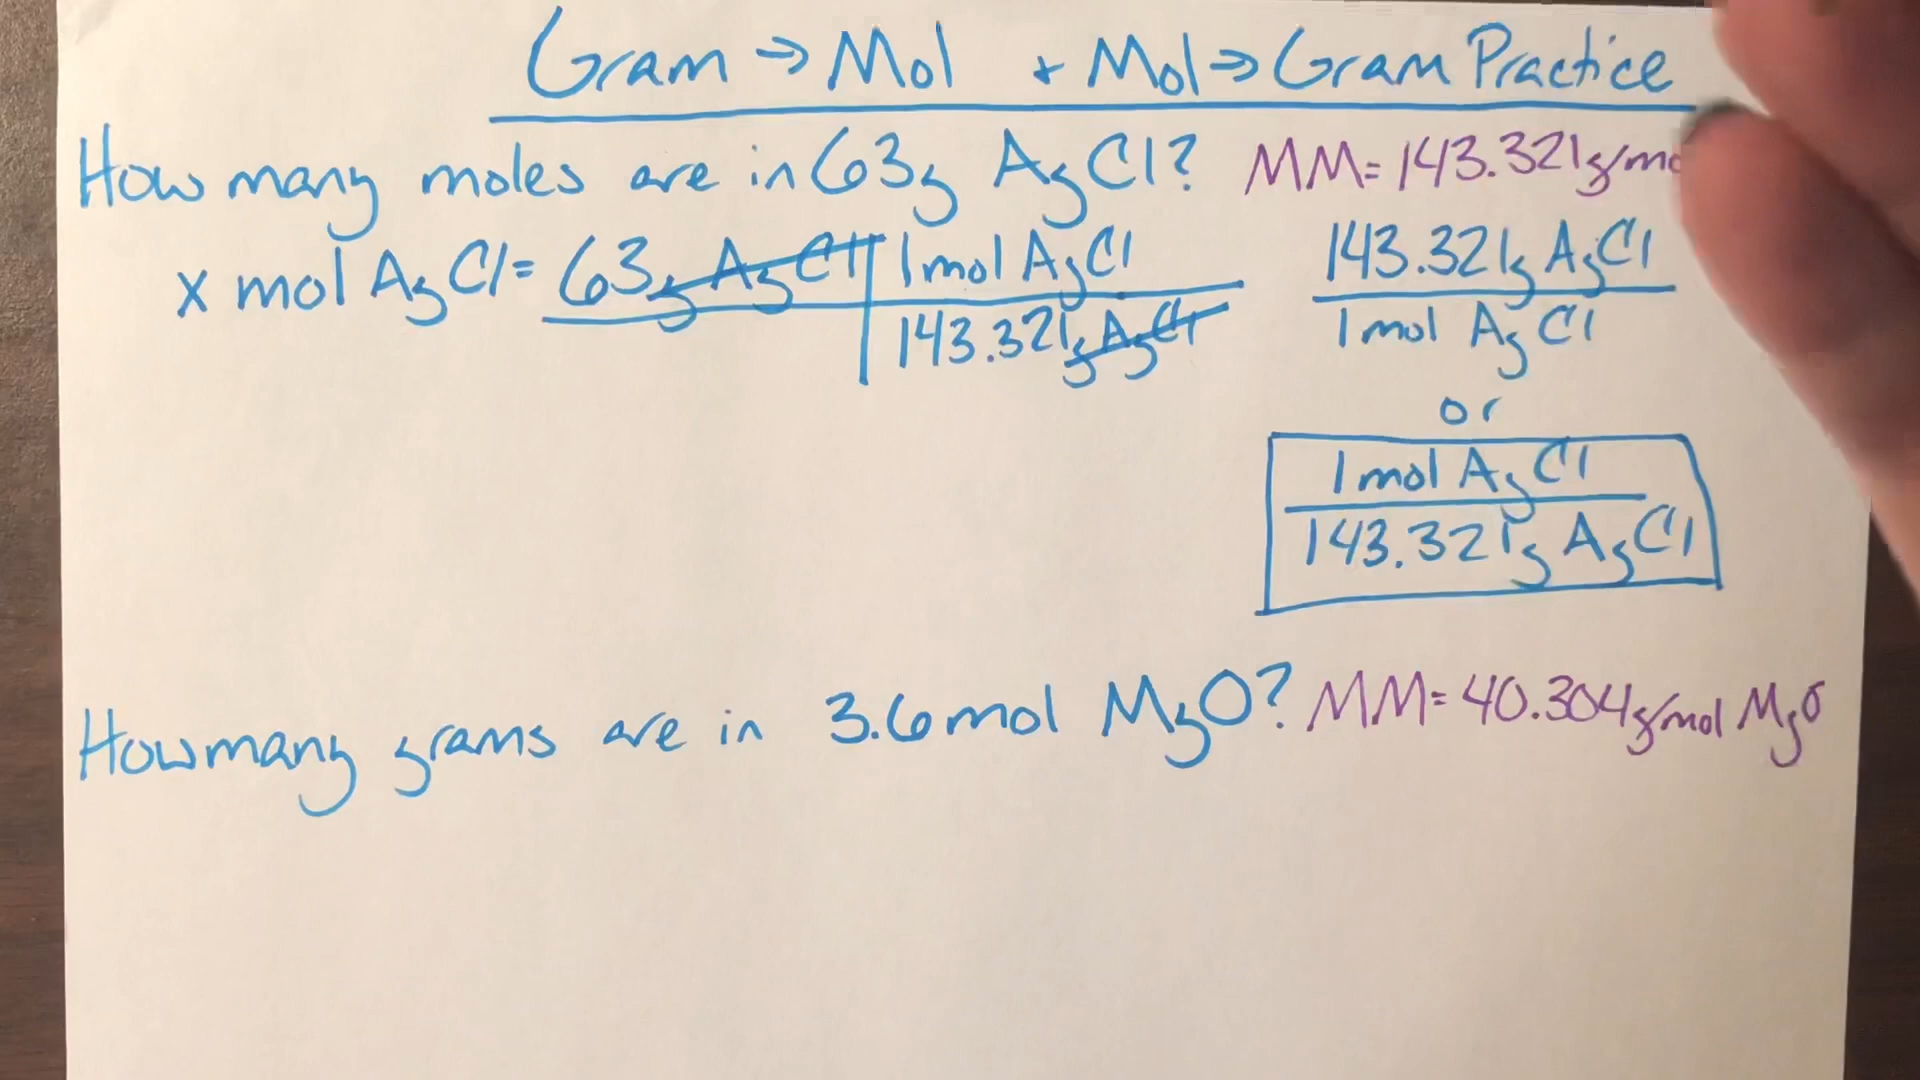 Gram → Mol + Mol → Gram Practice
How many moles are in 63g AgCl? MM= 143.321g/mo
x mol AgCl = 63g AgCl | 1mol AgCl
143.321g AgCl
143.321g AgCl
1mol AgCl
or
1mol AgCl
143.321g AgCl
How many grams are in 3.6mol MgO? MM= 40.304g/mol MgO